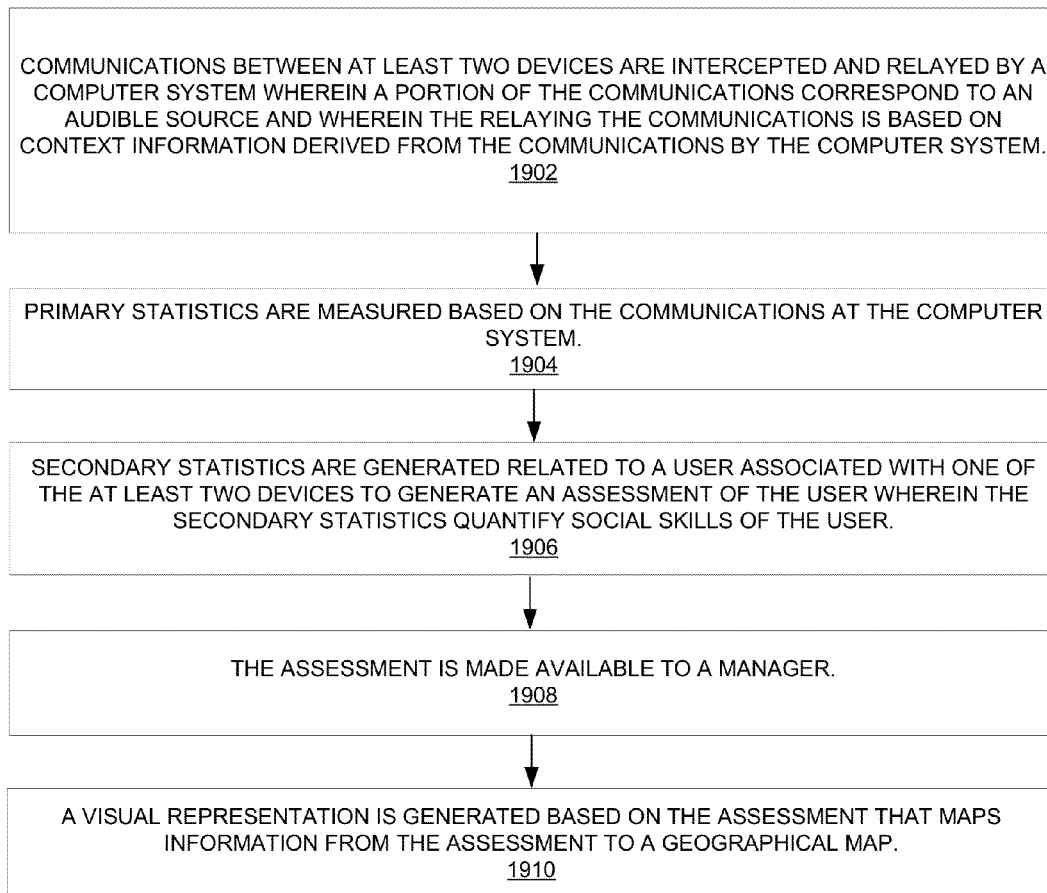 COMMUNICATIONS BETWEEN AT LEAST TWO DEVICES ARE INTERCEPTED AND RELAYED BY A
COMPUTER SYSTEM WHEREIN A PORTION OF THE COMMUNICATIONS CORRESPOND TO AN
AUDIBLE SOURCE AND WHEREIN THE RELAYING THE COMMUNICATIONS IS BASED ON
CONTEXT INFORMATION DERIVED FROM THE COMMUNICATIONS BY THE COMPUTER SYSTEM.
1902
PRIMARY STATISTICS ARE MEASURED BASED ON THE COMMUNICATIONS AT THE COMPUTER
SYSTEM.
1904
SECONDARY STATISTICS ARE GENERATED RELATED TO A USER ASSOCIATED WITH ONE OF
THE AT LEAST TWO DEVICES TO GENERATE AN ASSESSMENT OF THE USER WHEREIN THE
SECONDARY STATISTICS QUANTIFY SOCIAL SKILLS OF THE USER.
1906
THE ASSESSMENT IS MADE AVAILABLE TO A MANAGER.
1908
A VISUAL REPRESENTATION IS GENERATED BASED ON THE ASSESSMENT THAT MAPS
INFORMATION FROM THE ASSESSMENT TO A GEOGRAPHICAL MAP.
1910